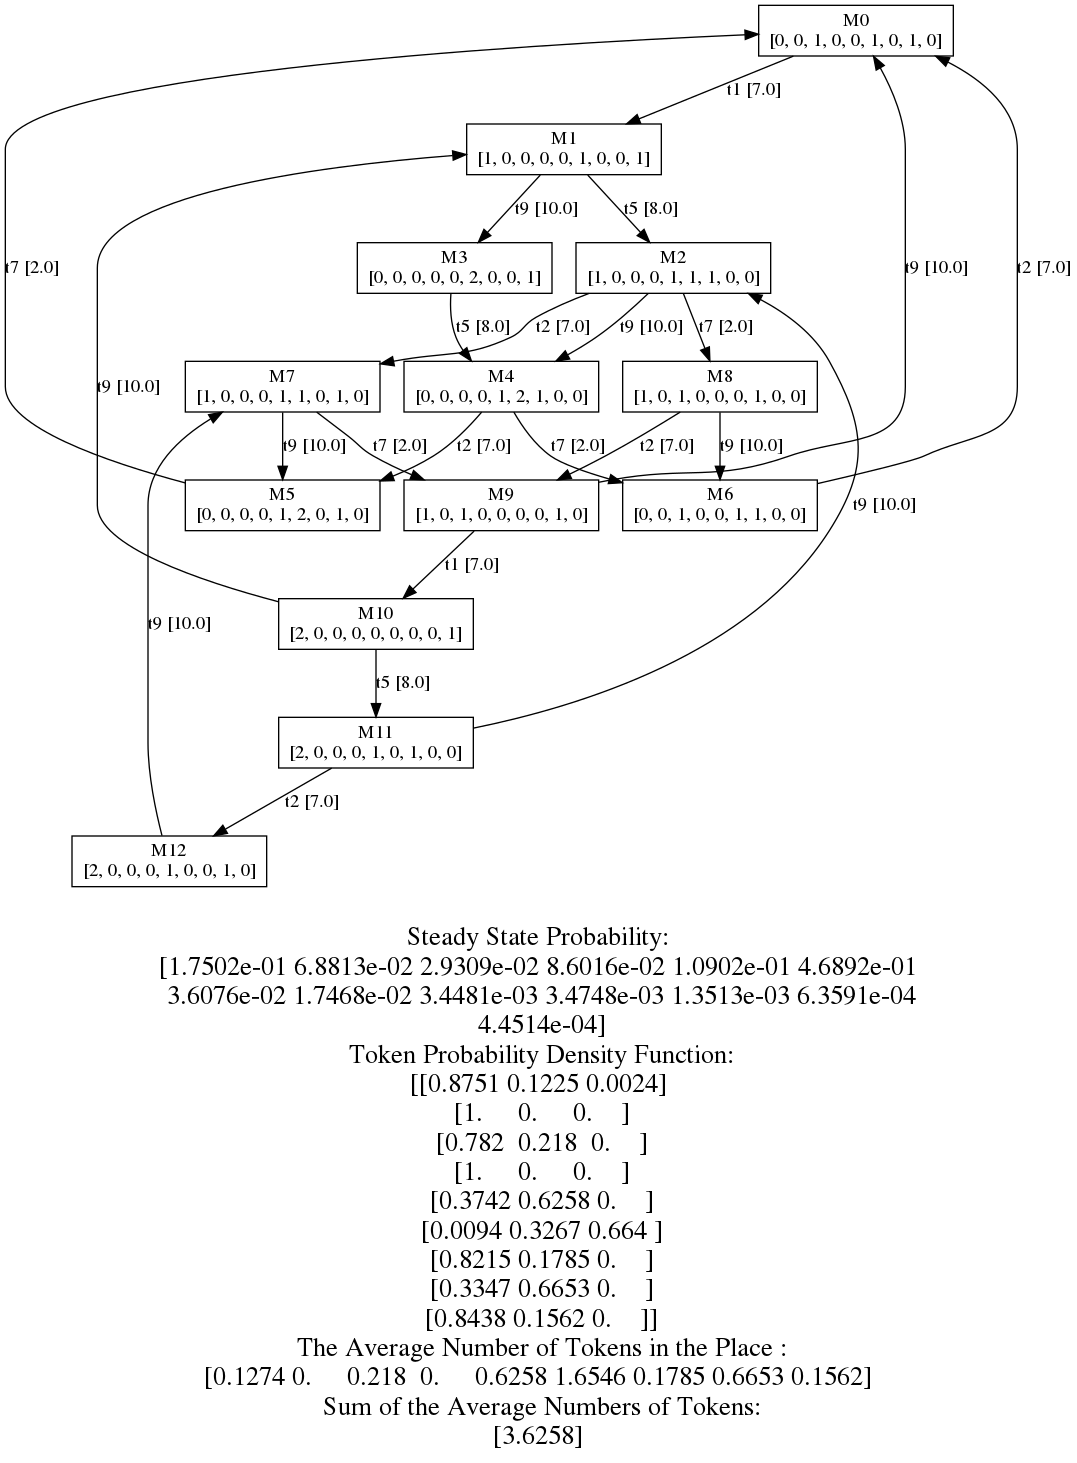 M0
[0, 0, 1, 0, 0, 1, 0, 1, 0]
t1 [7.0]
M1
[1, 0, 0, 0, 0, 1, 0, 0, 1]
t9 [10.0] t5 [8.0]
M3
[0, 0, 0, 0, 0, 2, 0, 0, 1]
M2
[1, 0, 0, 0, 1, 1, 1, 0, 0]
t7 [2.0]
t9 [10.0]
t2 [7.0]
t5 [8.0] t2 [7.0] t9 [10.0] t7 [2.0]
M7
[1, 0, 0, 0, 1, 1, 0, 1, 0]
M4
[0, 0, 0, 0, 1, 2, 1, 0, 0]
M8
[1, 0, 1, 0, 0, 0, 1, 0, 0]
t9 [10.0]
t9 [10.0] t7 [2.0] t2 [7.0] t7 [2.0] t2 [7.0] t9 [10.0]
M5
[0, 0, 0, 0, 1, 2, 0, 1, 0]
M9
[1, 0, 1, 0, 0, 0, 0, 1, 0]
M6
[0, 0, 1, 0, 0, 1, 1, 0, 0]
t9 [10.0]
t1 [7.0]
M10
[2, 0, 0, 0, 0, 0, 0, 0, 1]
t9 [10.0]
t5 [8.0]
M11
[2, 0, 0, 0, 1, 0, 1, 0, 0]
t2 [7.0]
M12
[2, 0, 0, 0, 1, 0, 0, 1, 0]
Steady State Probability:
[1.7502e-01 6.8813e-02 2.9309e-02 8.6016e-02 1.0902e-01 4.6892e-01
3.6076e-02 1.7468e-02 3.4481e-03 3.4748e-03 1.3513e-03 6.3591e-04
4.4514e-04]
Token Probability Density Function:
[[0.8751 0.1225 0.0024]
[1. 0. 0. ]
[0.782 0.218 0. ]
[1. 0. 0. ]
[0.3742 0.6258 0. ]
[0.0094 0.3267 0.664 ]
[0.8215 0.1785 0. ]
[0.3347 0.6653 0. ]
[0.8438 0.1562 0. ]]
The Average Number of Tokens in the Place :
[0.1274 0. 0.218 0. 0.6258 1.6546 0.1785 0.6653 0.1562]
Sum of the Average Numbers of Tokens:
[3.6258]